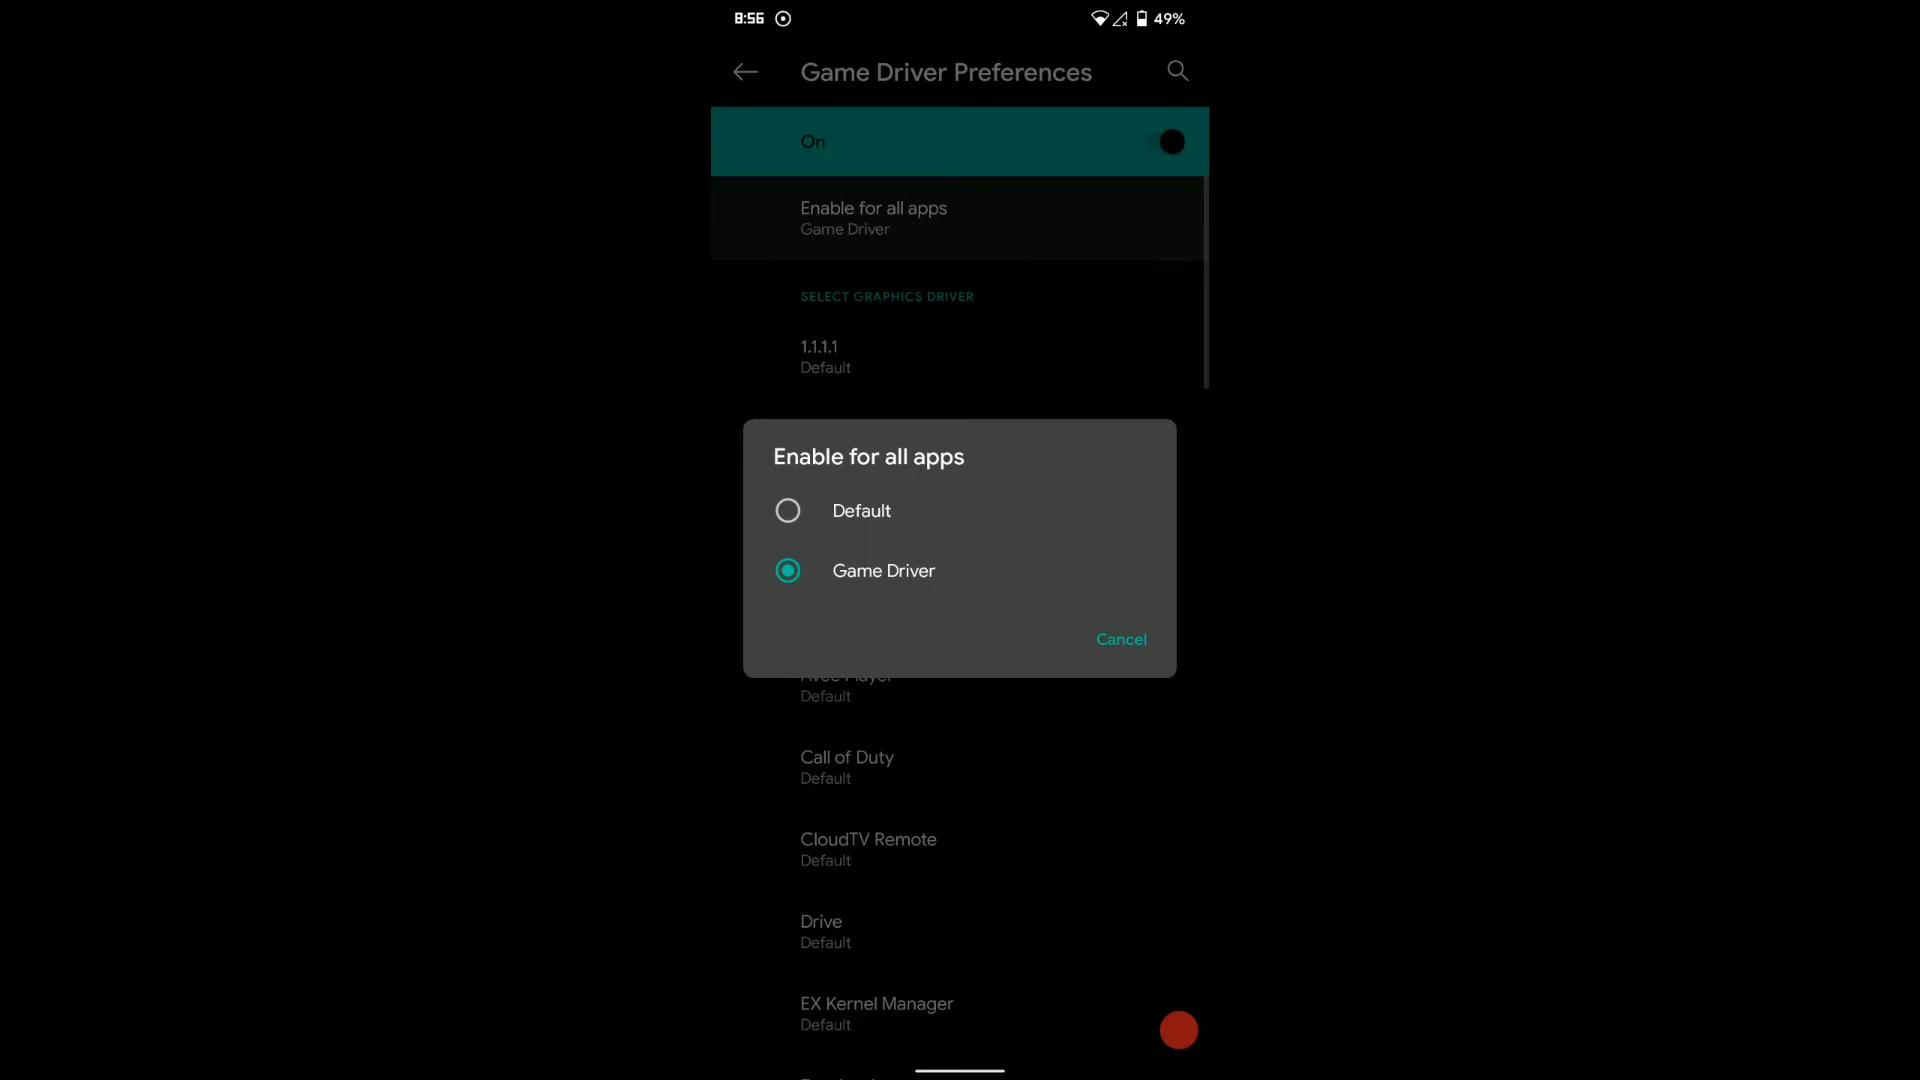 8:56
49%
Game Driver Preferences
On
Enable for all apps
Game Driver
SELECT GRAPHICS DRIVER
1.1.1.1
Default
Enable for all apps
Default
Game Driver
Cancel
Default
Call of Duty
Default
CloudTV Remote
Default
Drive
Default
EX Kernel Manager
Default